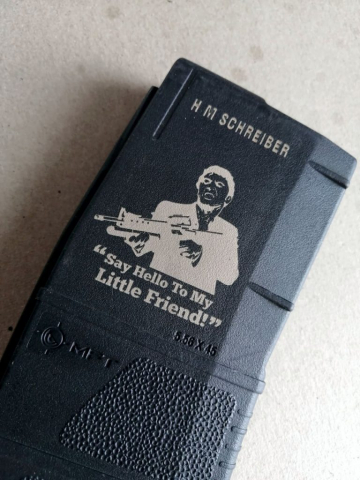 H M SCHREIBER
“Say Hello To My
Little Friend!”
5.56 X 45
MFT